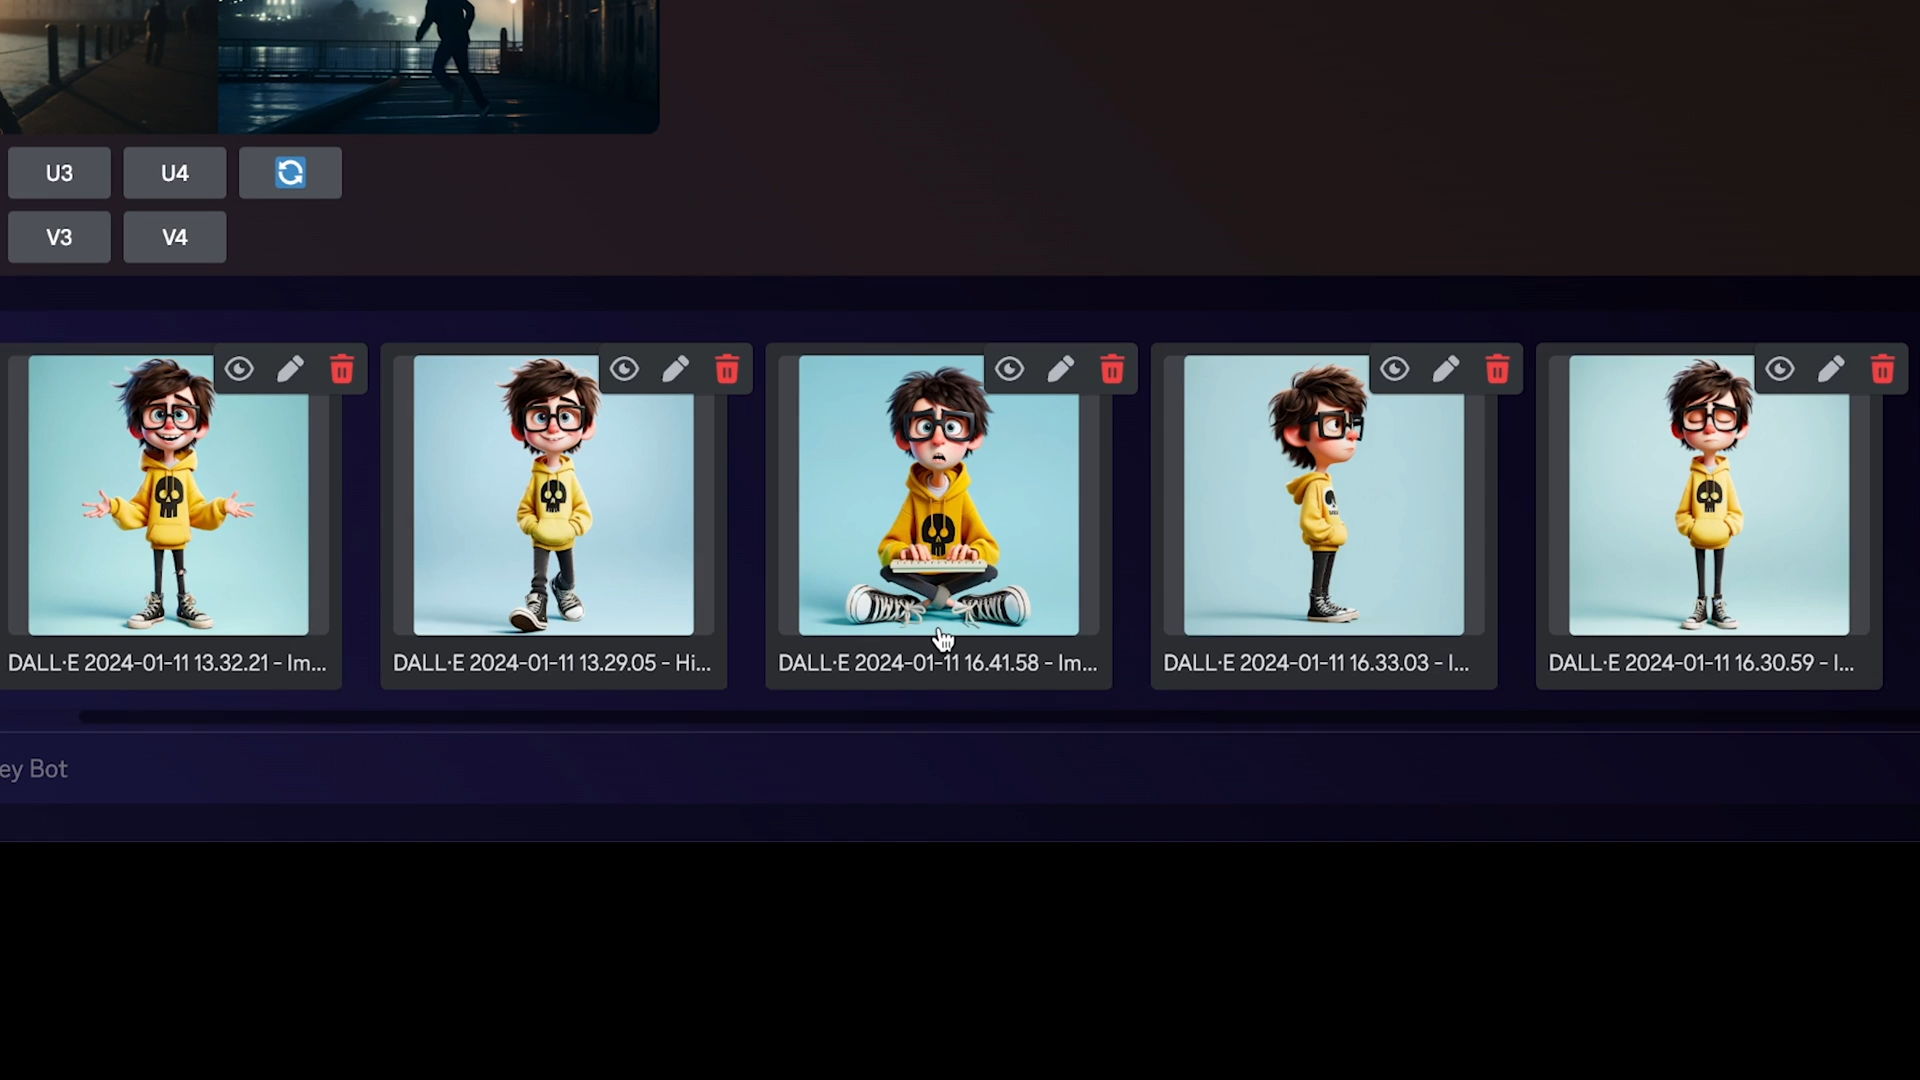 U3 U4
V3 V4
DALL·E 2024-01-11 13.32.21 - Im...
DALL·E 2024-01-11 13.29.05 - Hi...
DALL·E 2024-01-11 16.41.58 - Im...
DALL·E 2024-01-11 16.33.03 - I...
DALL·E 2024-01-11 16.30.59 - I...
ey Bot